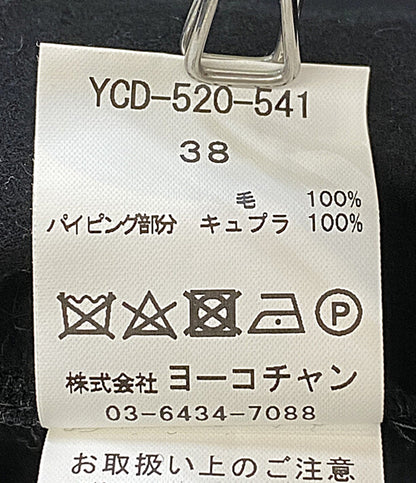 YCD-520-541
38
毛 100%
パイピング部分 キュプラ 100%
P
株式会社 ヨーコチャン
03-6434-7088
お取扱い上のご注意